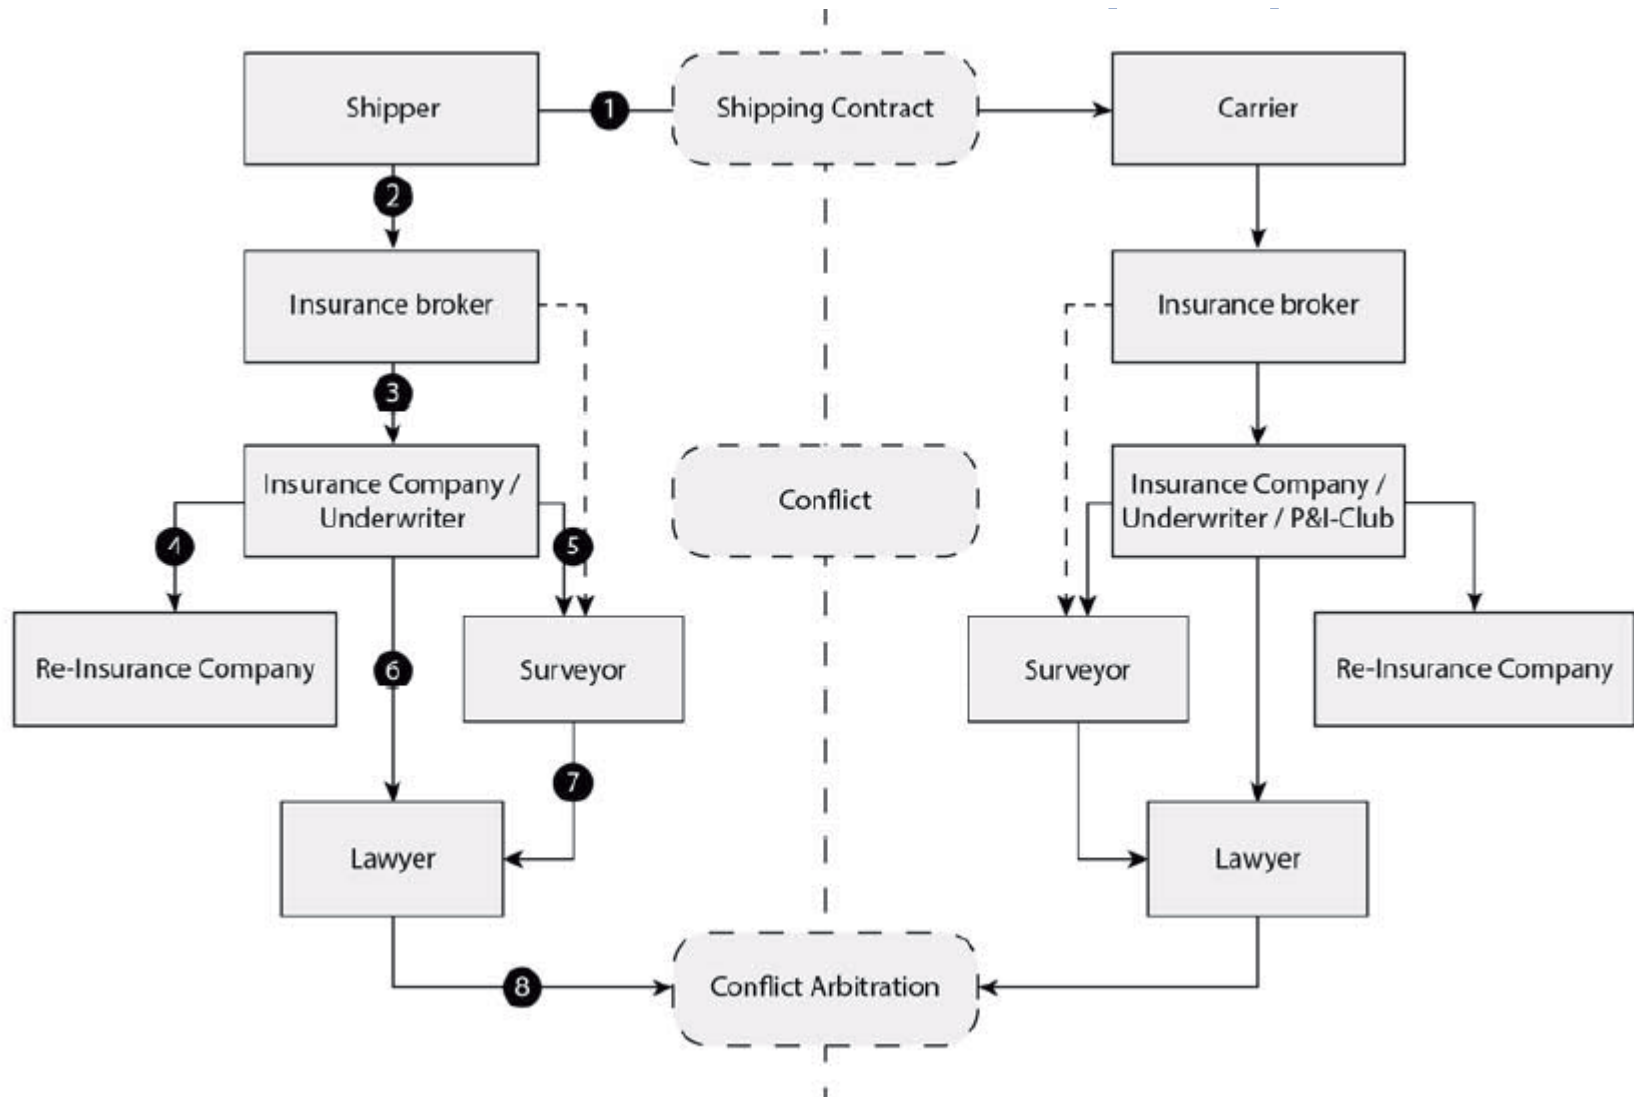 Shipper
1
Shipping Contract
Carrier
2
Insurance broker
Insurance broker
3
Insurance Company /
Underwriter
Conflict
Insurance Company /
Underwriter / P&I-Club
4
5
Re-Insurance Company
6
Surveyor
Surveyor
Re-Insurance Company
7
Lawyer
Lawyer
8
Conflict Arbitration